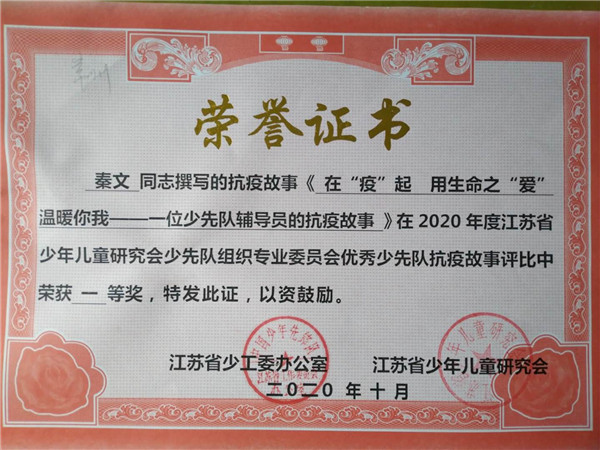 荣誉证书
秦文 同志撰写的抗疫故事《 在“疫”起 用生命之“爱”
温暖你我——一位少先队辅导员的抗疫故事 》在 2020 年度江苏省
少年儿童研究会少先队组织专业委员会优秀少先队抗疫故事评比中
荣获 一 等奖，特发此证，以资鼓励。
江苏省少工委办公室 江苏省少年儿童研究会
二〇二〇 年 十 月